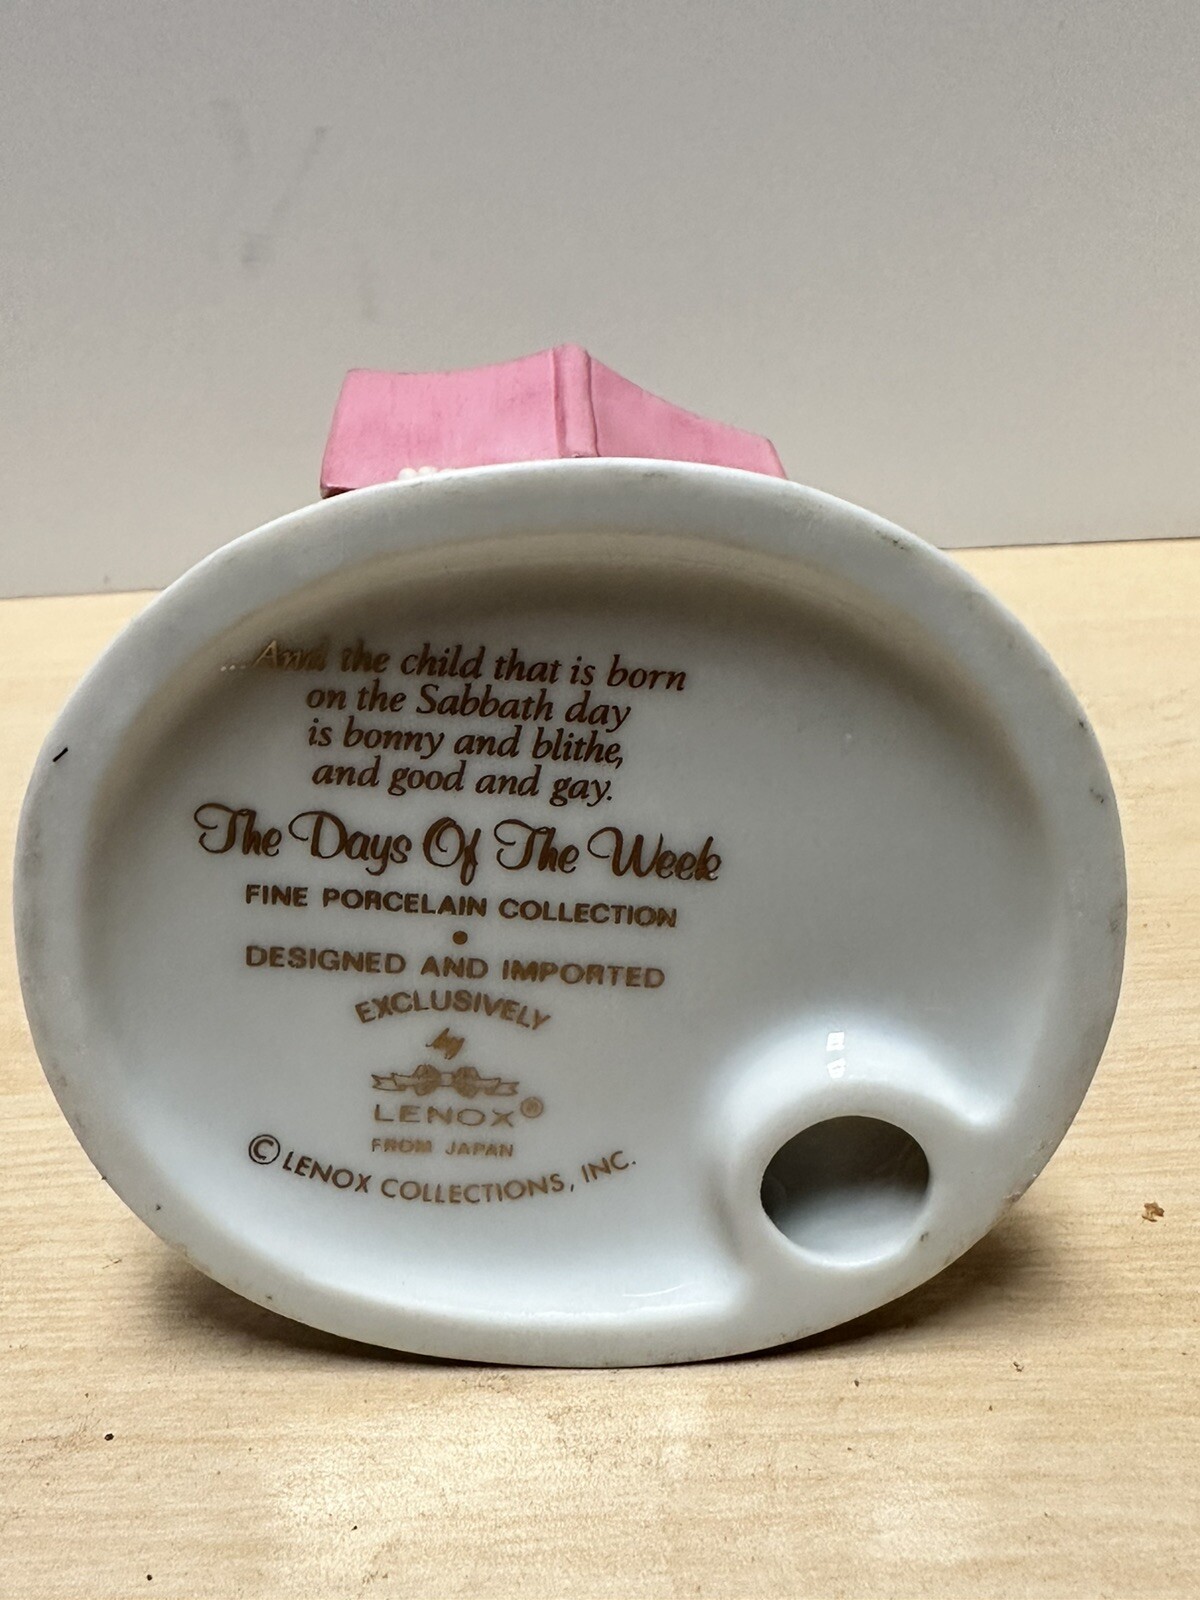 ...And the child that is born
on the Sabbath day
is bonny and blithe,
and good and gay.
The Days Of The Week
FINE PORCELAIN COLLECTION
•
DESIGNED AND IMPORTED
EXCLUSIVELY
by
LENOX®
FROM JAPAN
© LENOX COLLECTIONS, INC.